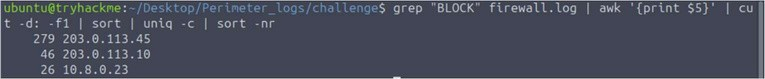 ubuntu@tryhackme:~/Desktop/Perimeter_logs/challenge$ grep "BLOCK" firewall.log | awk '{print $5}' | cu
t -d: -f1 | sort | uniq -c | sort -nr
279 203.0.113.45
46 203.0.113.10
26 10.8.0.23